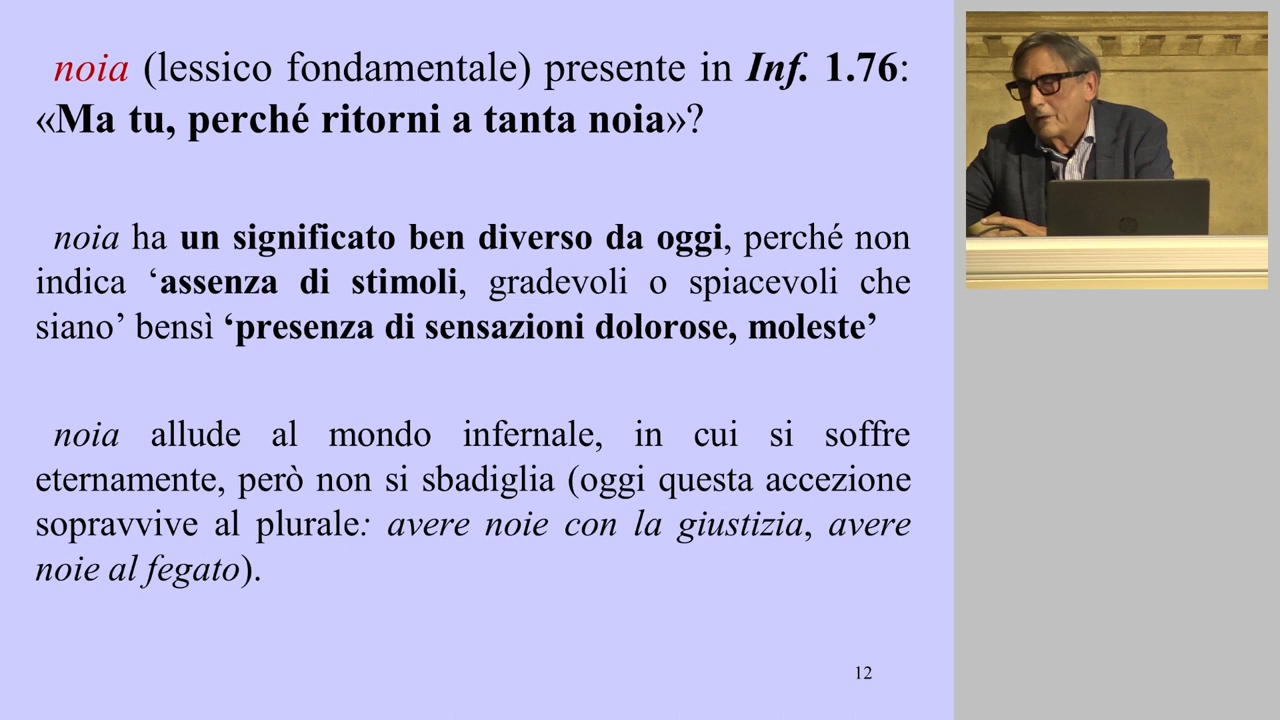 noia (lessico fondamentale) presente in Inf. 1.76:
«Ma tu, perché ritorni a tanta noia»?
noia ha un significato ben diverso da oggi, perché non
indica ‘assenza di stimoli, gradevoli o spiacevoli che
siano’ bensì ‘presenza di sensazioni dolorose, moleste’
noia allude al mondo infernale, in cui si soffre
eternamente, però non si sbadiglia (oggi questa accezione
sopravvive al plurale: avere noie con la giustizia, avere
noie al fegato).
12